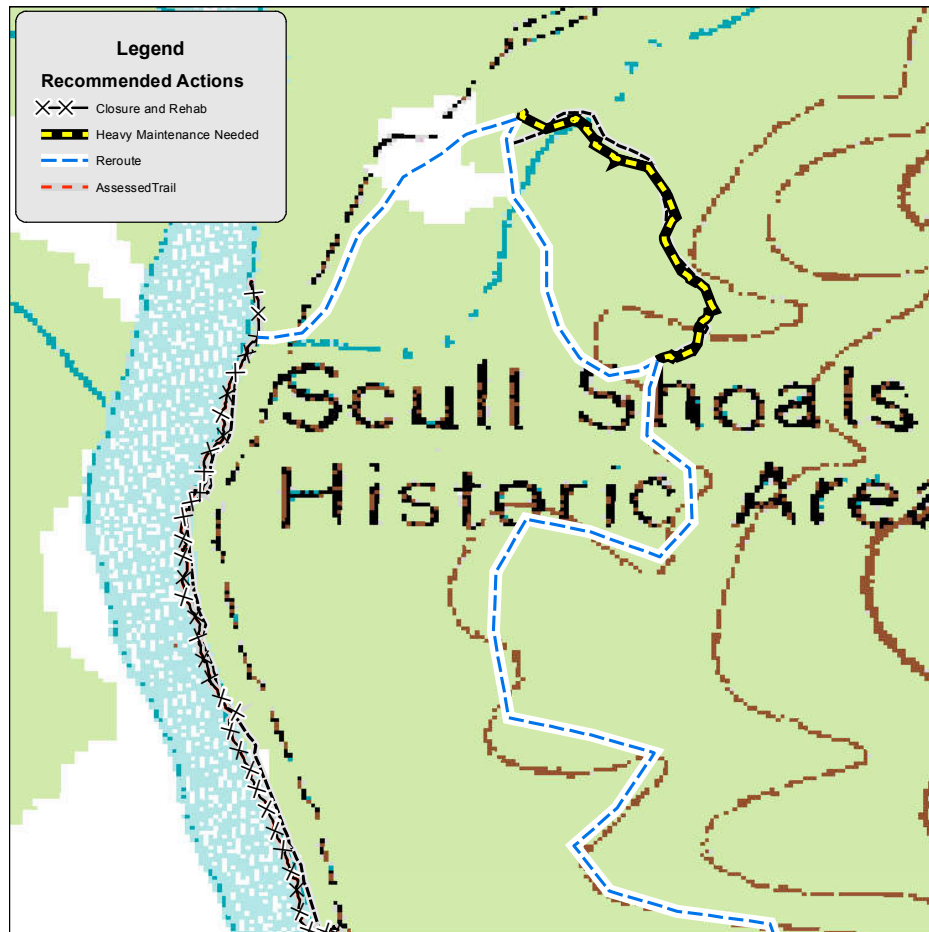 Legend
Recommended Actions
Closure and Rehab
Heavy Maintenance Needed
Reroute
AssessedTrail
Scull Shoals
Historic Area